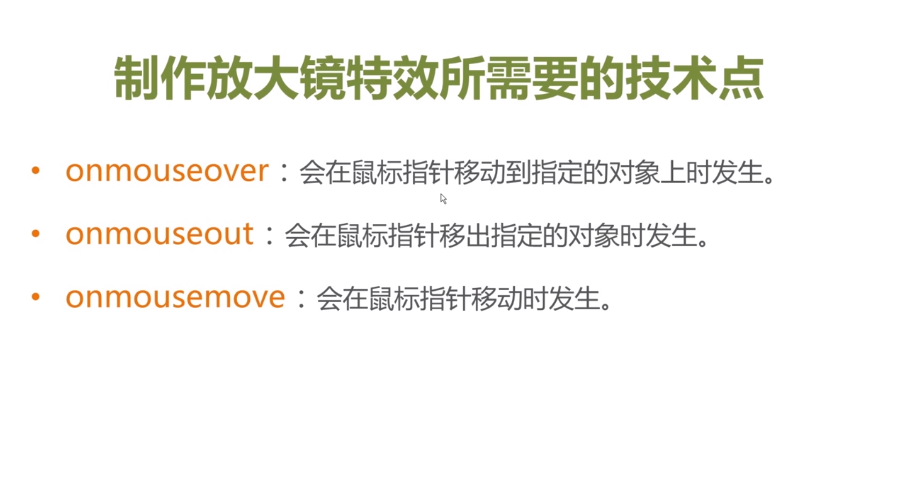 制作放大镜特效所需要的技术点
• onmouseover：会在鼠标指针移动到指定的对象上时发生。
• onmouseout：会在鼠标指针移出指定的对象时发生。
• onmousemove：会在鼠标指针移动时发生。